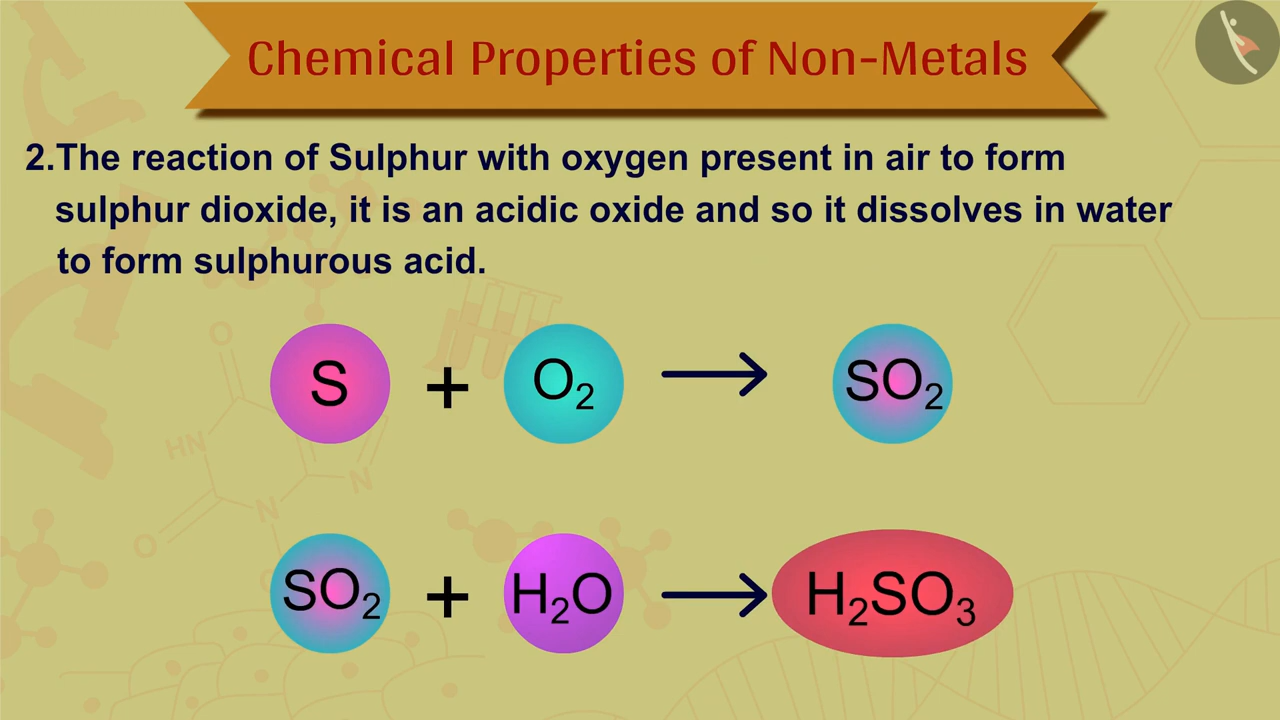 Chemical Properties of Non-Metals
2.The reaction of Sulphur with oxygen present in air to form
sulphur dioxide, it is an acidic oxide and so it dissolves in water
to form sulphurous acid.
S + O₂ → SO₂
O
HN
N
N
O
SO₂ + H₂O → H₂SO₃